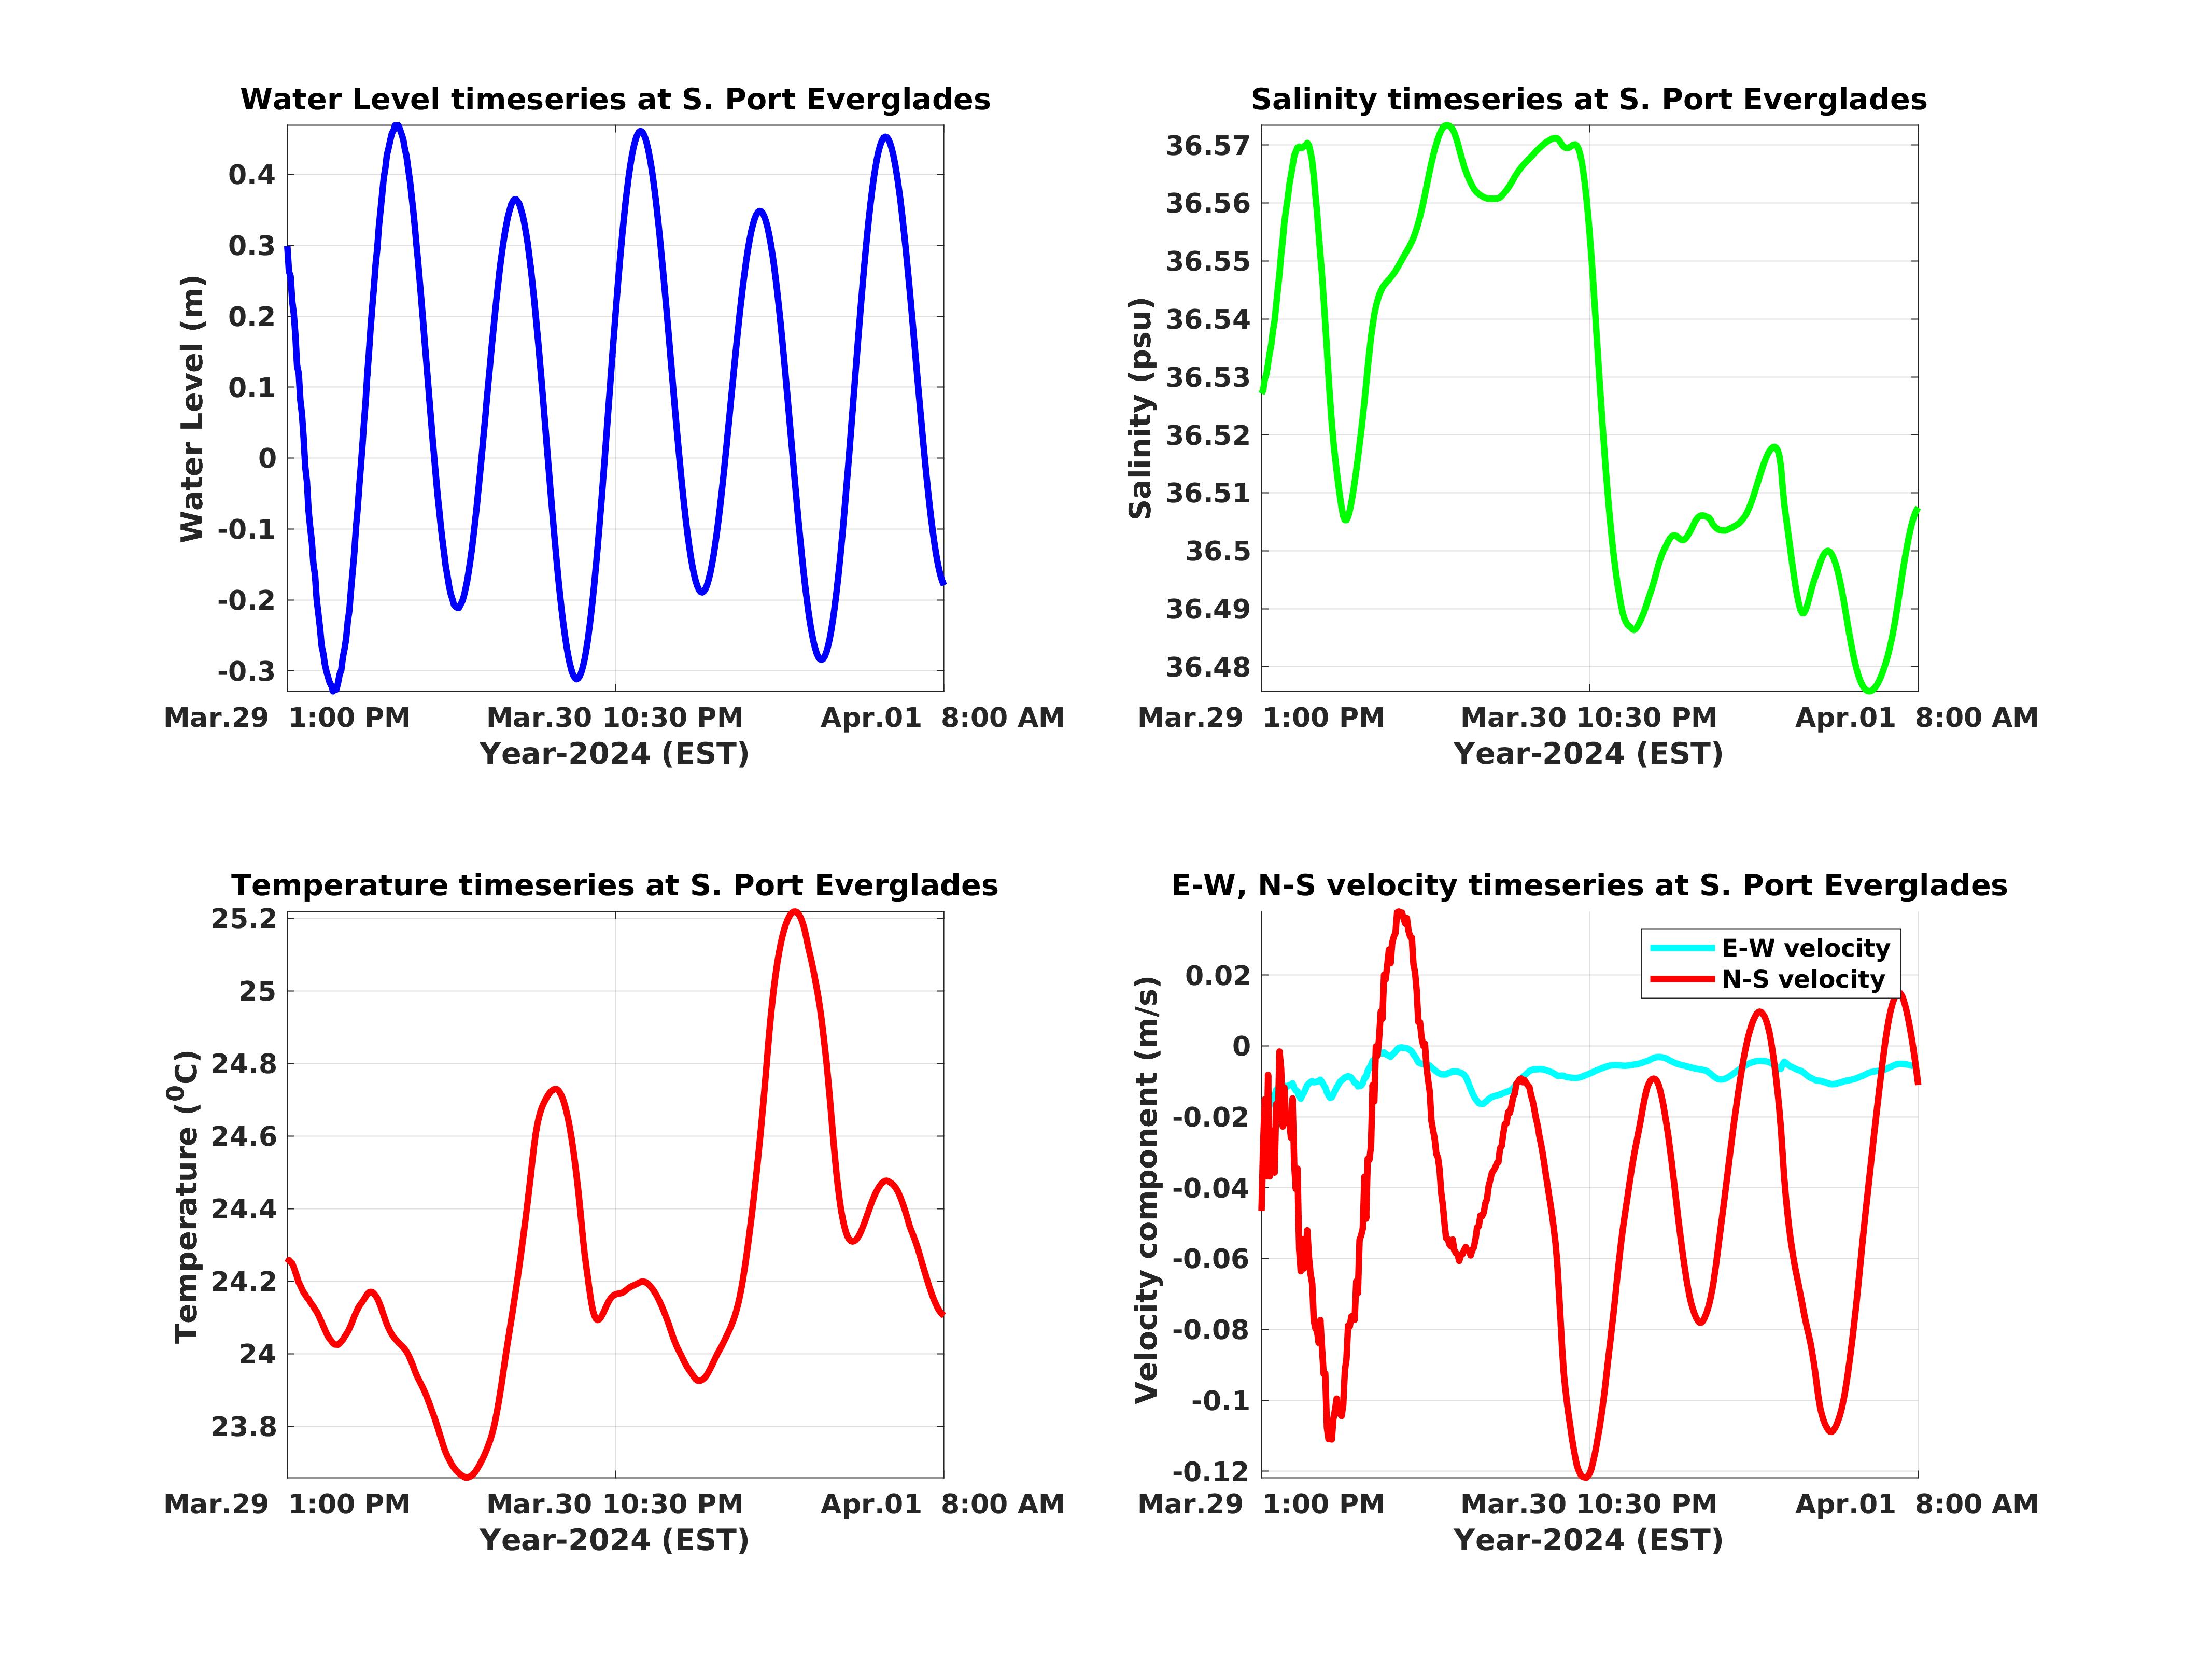 Water Level timeseries at S. Port Everglades
Water Level (m)
0.4
0.3
0.2
0.1
0
-0.1
-0.2
-0.3
Mar.29 1:00 PM
Mar.30 10:30 PM
Apr.01 8:00 AM
Year-2024 (EST)
Salinity timeseries at S. Port Everglades
Salinity (psu)
36.57
36.56
36.55
36.54
36.53
36.52
36.51
36.5
36.49
36.48
Mar.29 1:00 PM
Mar.30 10:30 PM
Apr.01 8:00 AM
Year-2024 (EST)
Temperature timeseries at S. Port Everglades
Temperature (⁰C)
25.2
25
24.8
24.6
24.4
24.2
24
23.8
Mar.29 1:00 PM
Mar.30 10:30 PM
Apr.01 8:00 AM
Year-2024 (EST)
E-W, N-S velocity timeseries at S. Port Everglades
E-W velocity
N-S velocity
Velocity component (m/s)
0.02
0
-0.02
-0.04
-0.06
-0.08
-0.1
-0.12
Mar.29 1:00 PM
Mar.30 10:30 PM
Apr.01 8:00 AM
Year-2024 (EST)